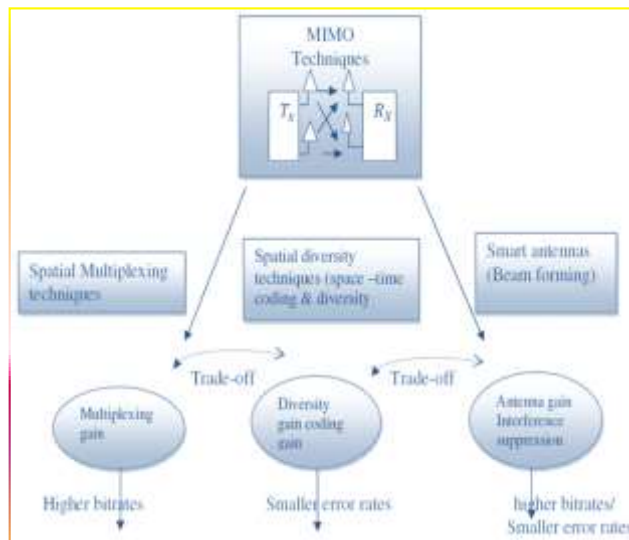 MIMO
Techniques
Tx
Rx
Spatial Multiplexing
techniques
Spatial diversity
techniques (space –time
coding & diversity
Smart antennas
(Beam forming)
Trade-off
Trade-off
Multiplexing
gain
Diversity
gain coding
gain
Antenna gain
Interference
suppression
Higher bitrates
Smaller error rates
higher bitrates/
Smaller error rates